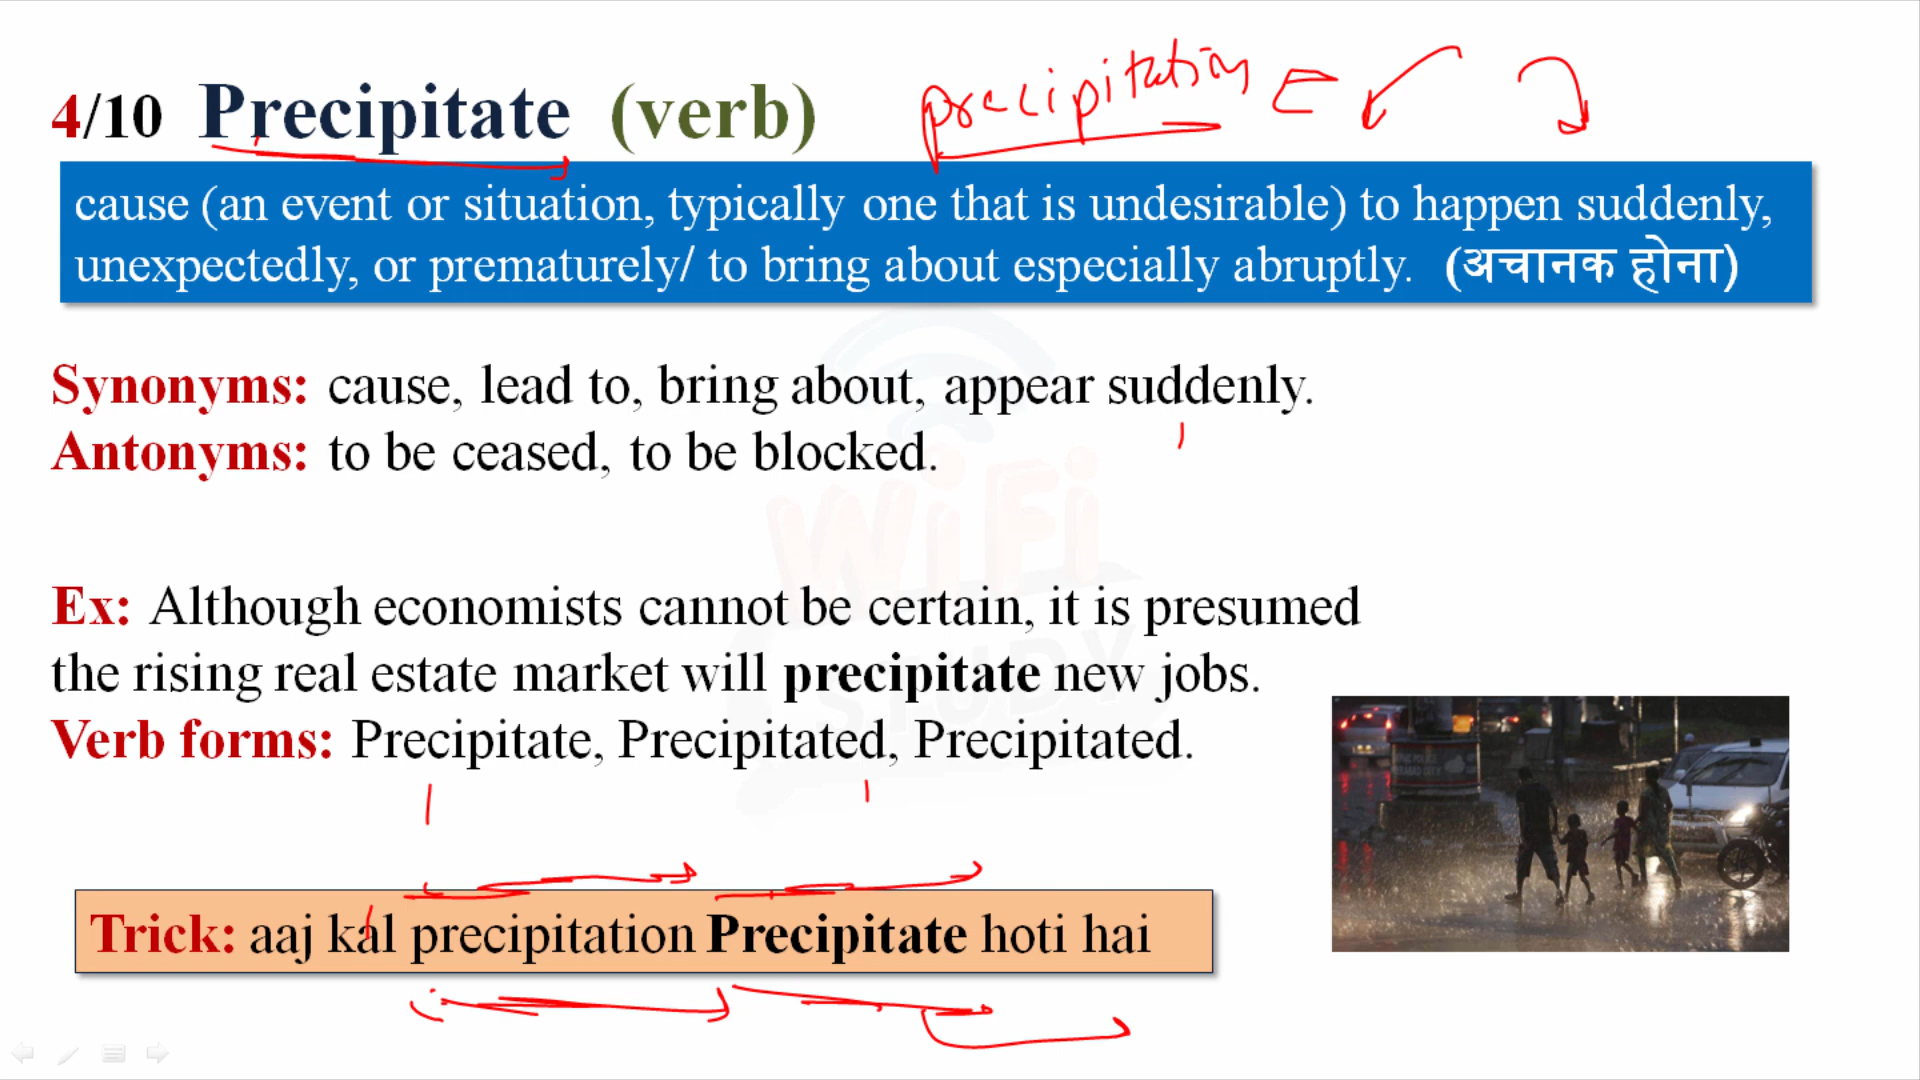 4/10 Precipitate (verb) precipitation =
cause (an event or situation, typically one that is undesirable) to happen suddenly,
unexpectedly, or prematurely/ to bring about especially abruptly. (अचानक होना)
Synonyms: cause, lead to, bring about, appear suddenly.
Antonyms: to be ceased, to be blocked.
WiFi
STUDY
Ex: Although economists cannot be certain, it is presumed
the rising real estate market will precipitate new jobs.
Verb forms: Precipitate, Precipitated, Precipitated.
Trick: aaj kal precipitation Precipitate hoti hai